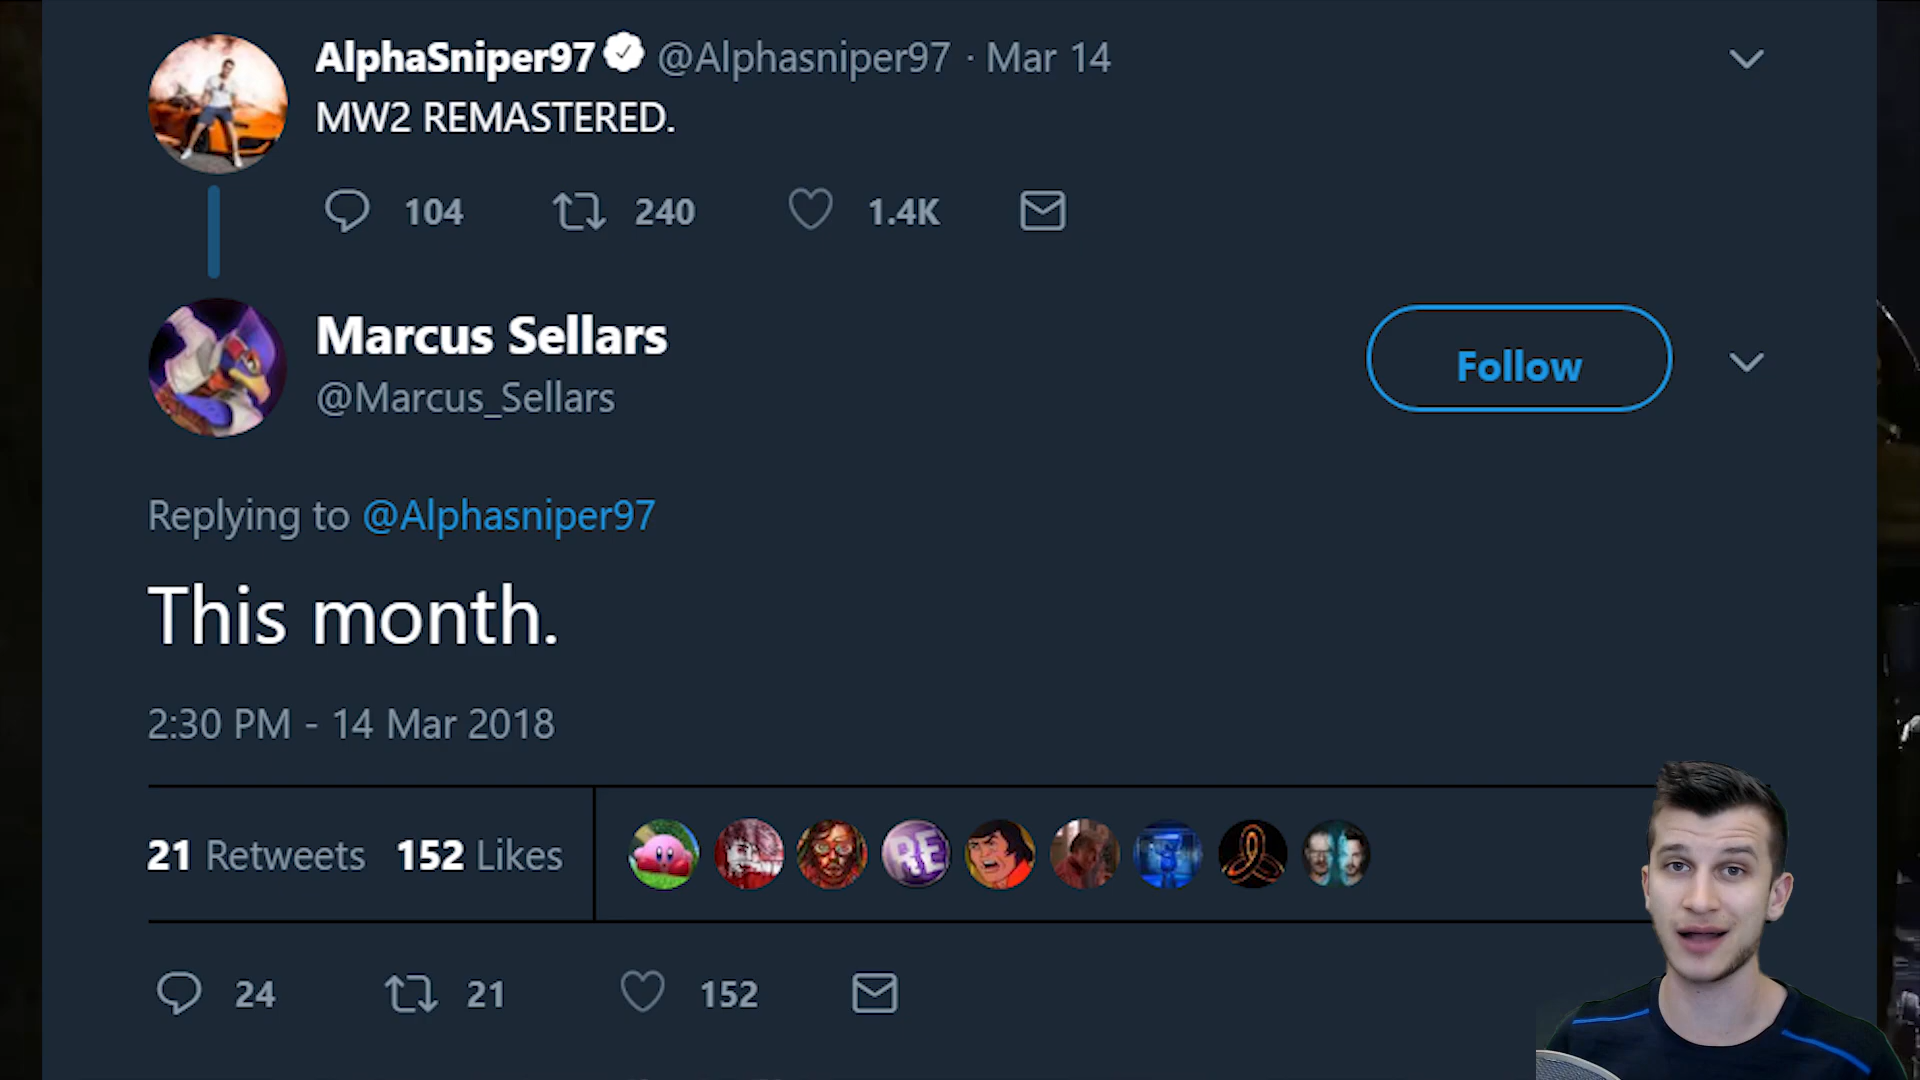 AlphaSniper97 @Alphasniper97 · Mar 14
MW2 REMASTERED.
104 240 1.4K
Marcus Sellars
@Marcus_Sellars
Follow
Replying to @Alphasniper97
This month.
2:30 PM - 14 Mar 2018
21 Retweets 152 Likes
RE
24 21 152